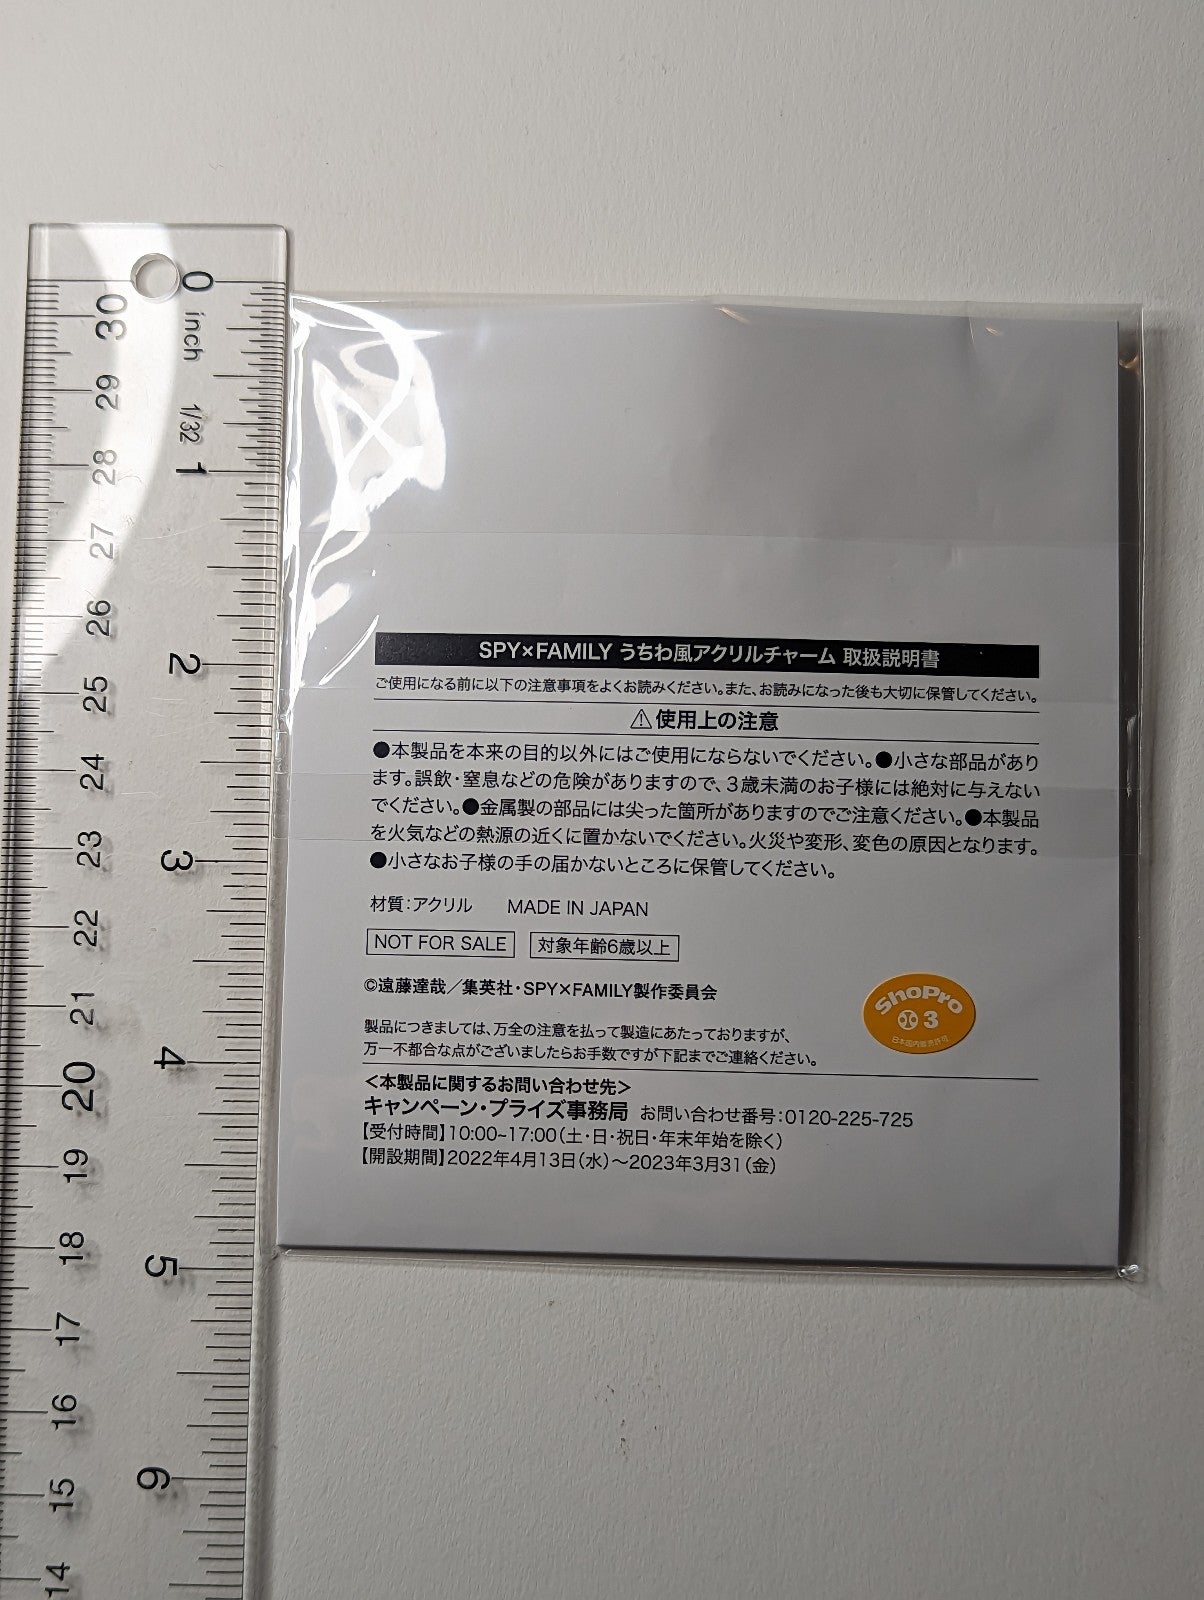 SPY×FAMILY うちわ風アクリルチャーム 取扱説明書
ご使用になる前に以下の注意事項をよくお読みください。また、お読みになった後も大切に保管してください。
⚠使用上の注意
●本製品を本来の目的以外にはご使用にならないでください。●小さな部品があり
ます。誤飲・窒息などの危険がありますので、3歳未満のお子様には絶対に与えない
でください。●金属製の部品には尖った箇所がありますのでご注意ください。●本製品
を火気などの熱源の近くに置かないでください。火災や変形、変色の原因となります。
●小さなお子様の手の届かないところに保管してください。
材質:アクリル MADE IN JAPAN
NOT FOR SALE 対象年齢6歳以上
©遠藤達哉/集英社・SPY×FAMILY製作委員会
製品につきましては、万全の注意を払って製造にあたっておりますが、
万一不都合な点がございましたらお手数ですが下記までご連絡ください。
ShoPro
3
日本国内販売許可
<本製品に関するお問い合わせ先>
キャンペーン・プライズ事務局 お問い合わせ番号:0120-225-725
【受付時間】10:00~17:00(土・日・祝日・年末年始を除く)
【開設期間】2022年4月13日(水)～2023年3月31(金)
0 inch 1/32 1 2 3 4 5 6
30 29 28 27 26 25 24 23 22 21 20 19 18 17 16 15 14